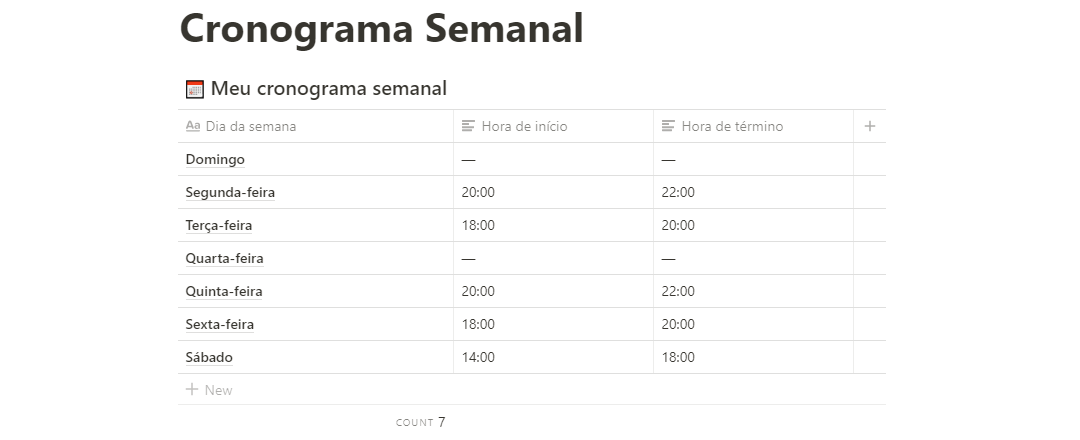 Cronograma Semanal
Meu cronograma semanal
Aa Dia da semana Hora de início Hora de término +
Domingo — —
Segunda-feira 20:00 22:00
Terça-feira 18:00 20:00
Quarta-feira — —
Quinta-feira 20:00 22:00
Sexta-feira 18:00 20:00
Sábado 14:00 18:00
+ New
COUNT 7